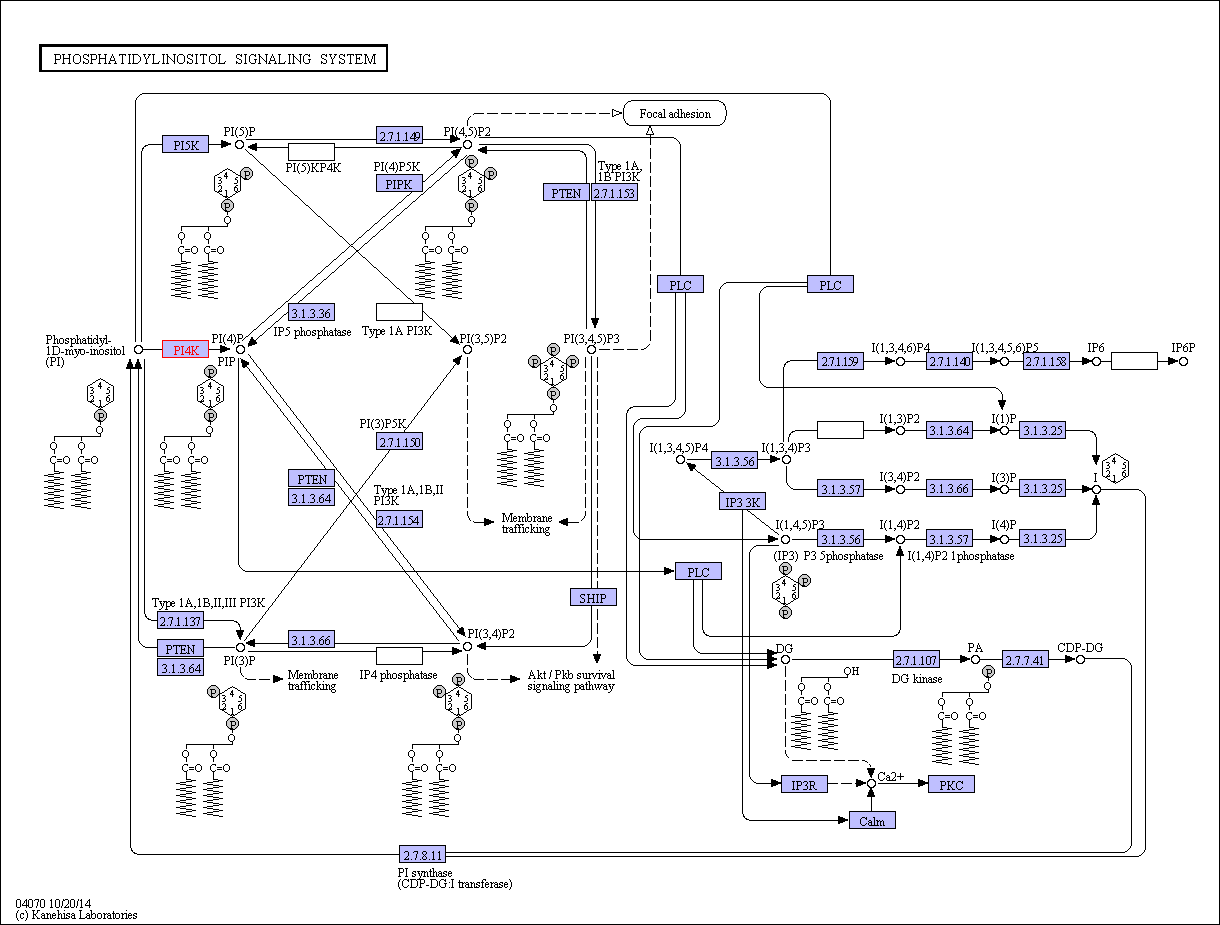 PHOSPHATIDYLINOSITOL SIGNALING SYSTEM
Focal adhesion
PI5K
PI(5)P
2.7.1.149
PI(4,5)P2
PI(5)KP4K
PI(4)P5K
PIPK
Type 1A,
1B PI3K
PTEN
2.7.1.153
PLC
PLC
3.1.3.36
IP5 phosphatase
Type 1A PI3K
Phosphatidyl-
1D-myo-inositol
(PI)
PI4K
PI(4)P
PIP
PI(3,5)P2
PI(3,4,5)P3
2.7.1.159
I(1,3,4,6)P4
2.7.1.140
I(1,3,4,5,6)P5
2.7.1.158
IP6
IP6P
I(1,3)P2
3.1.3.64
I(1)P
3.1.3.25
PI(3)P5K
2.7.1.150
I(1,3,4,5)P4
3.1.3.56
I(1,3,4)P3
PTEN
3.1.3.64
Type 1A,1B,II
PI3K
2.7.1.154
3.1.3.57
I(3,4)P2
3.1.3.66
I(3)P
3.1.3.25
I
IP3 3K
Membrane
trafficking
I(1,4,5)P3
3.1.3.56
I(1,4)P2
3.1.3.57
I(4)P
3.1.3.25
(IP3) P3 5phosphatase
I(1,4)P2 1phosphatase
PLC
SHIP
Type 1A,1B,II,III PI3K
2.7.1.137
PTEN
3.1.3.64
PI(3)P
3.1.3.66
PI(3,4)P2
IP4 phosphatase
Membrane
trafficking
Akt / Pkb survival
signaling pathway
DG
2.7.1.107
DG kinase
PA
2.7.7.41
CDP-DG
OH
IP3R
Ca2+
PKC
Calm
2.7.8.11
PI synthase
(CDP-DG:I transferase)
04070 10/20/14
(c) Kanehisa Laboratories